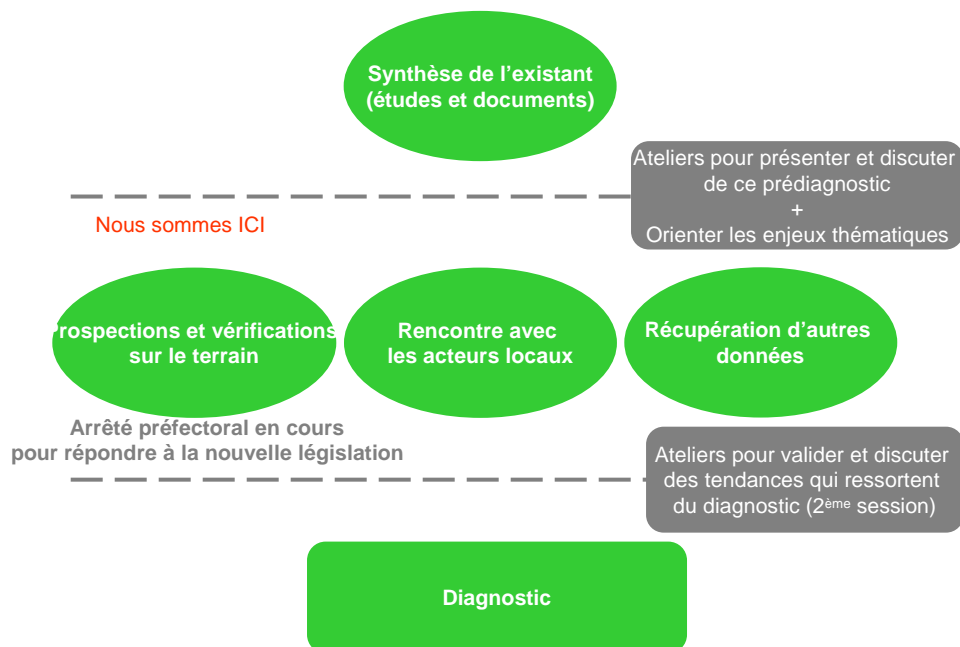 Synthèse de l'existant
(études et documents)
Ateliers pour présenter et discuter
de ce prédiagnostic
+
Orienter les enjeux thématiques
Nous sommes ICI
Prospections et vérifications
sur le terrain
Rencontre avec
les acteurs locaux
Récupération d'autres
données
Arrêté préfectoral en cours
pour répondre à la nouvelle législation
Ateliers pour valider et discuter
des tendances qui ressortent
du diagnostic (2ème session)
Diagnostic